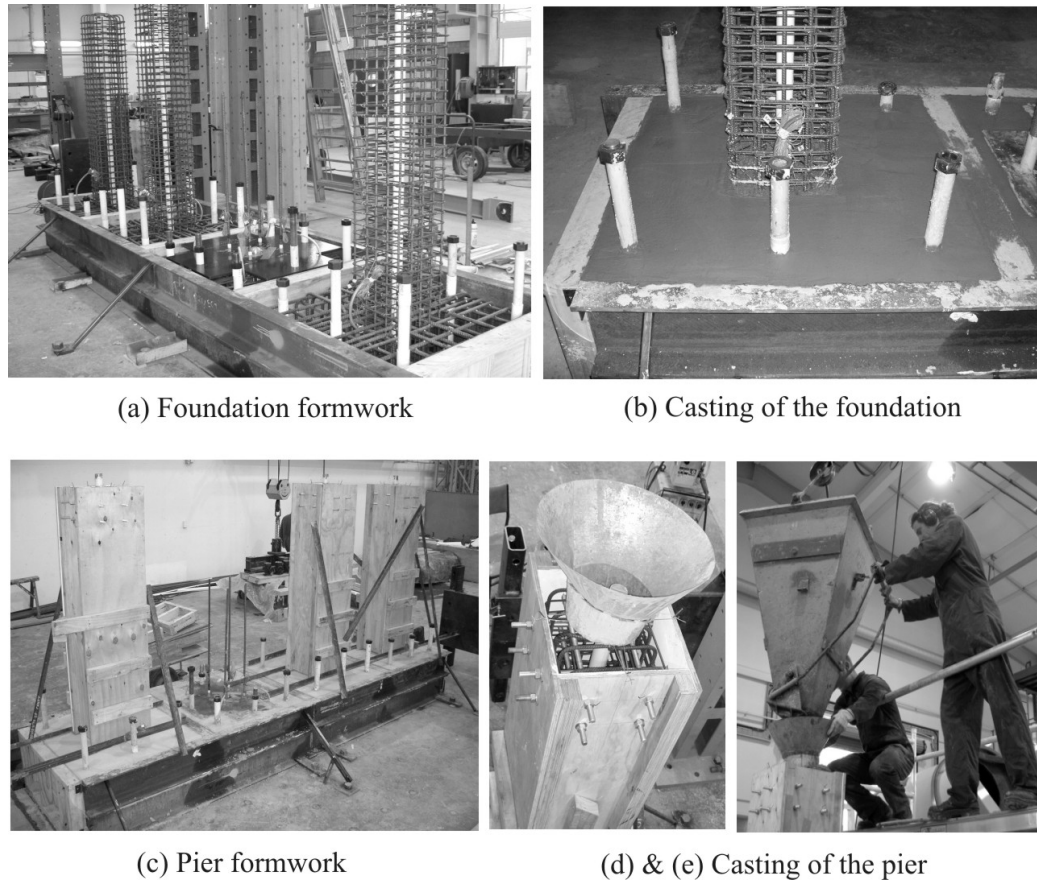 (a) Foundation formwork
(b) Casting of the foundation
(c) Pier formwork
(d) & (e) Casting of the pier